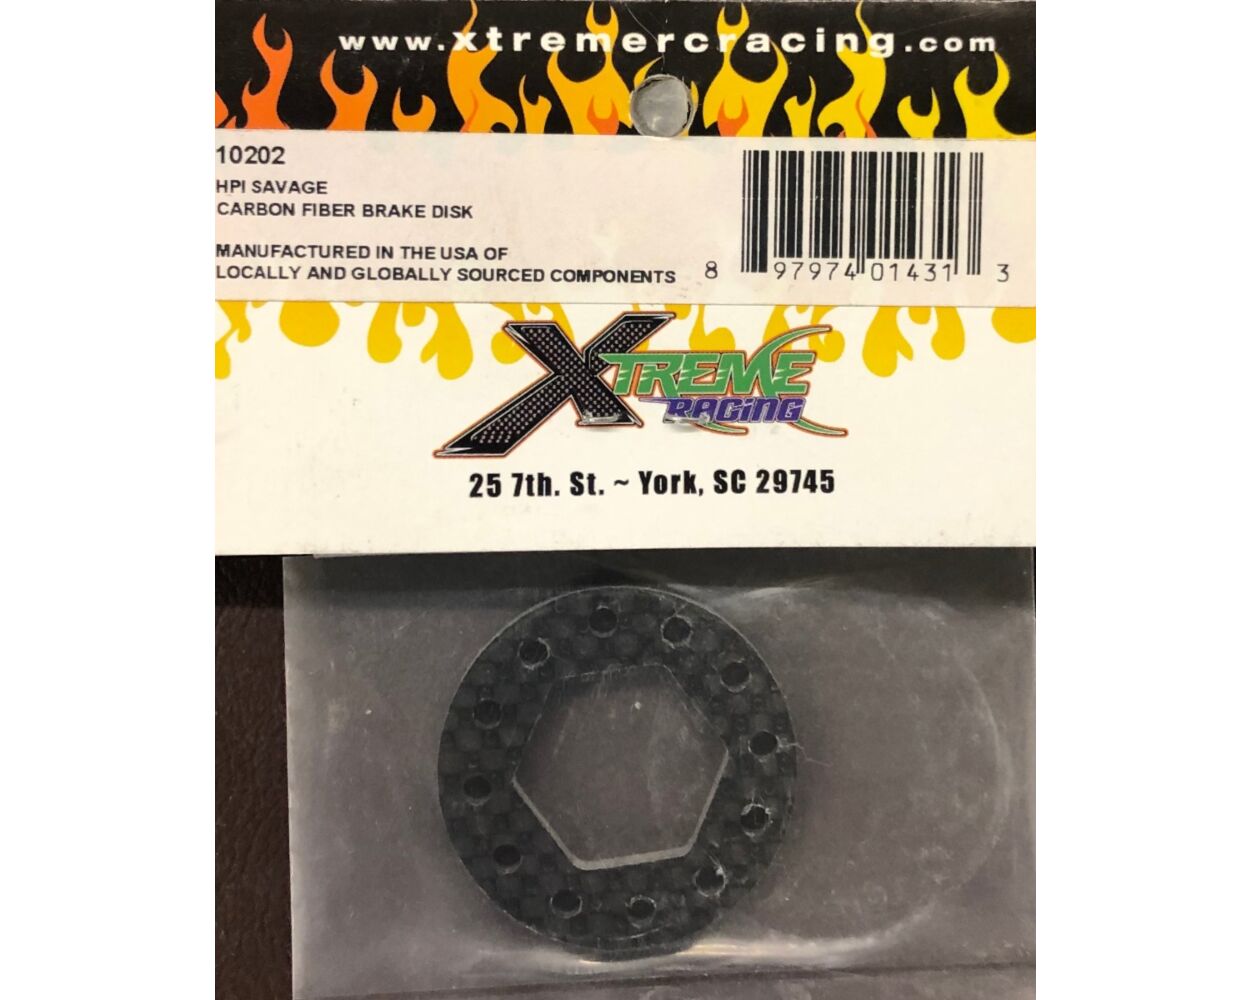 www.xtremercracing.com
10202
HPI SAVAGE
CARBON FIBER BRAKE DISK
MANUFACTURED IN THE USA OF
LOCALLY AND GLOBALLY SOURCED COMPONENTS
8 97974 01431 3
XTREME
RACING
25 7th. St. ~ York, SC 29745